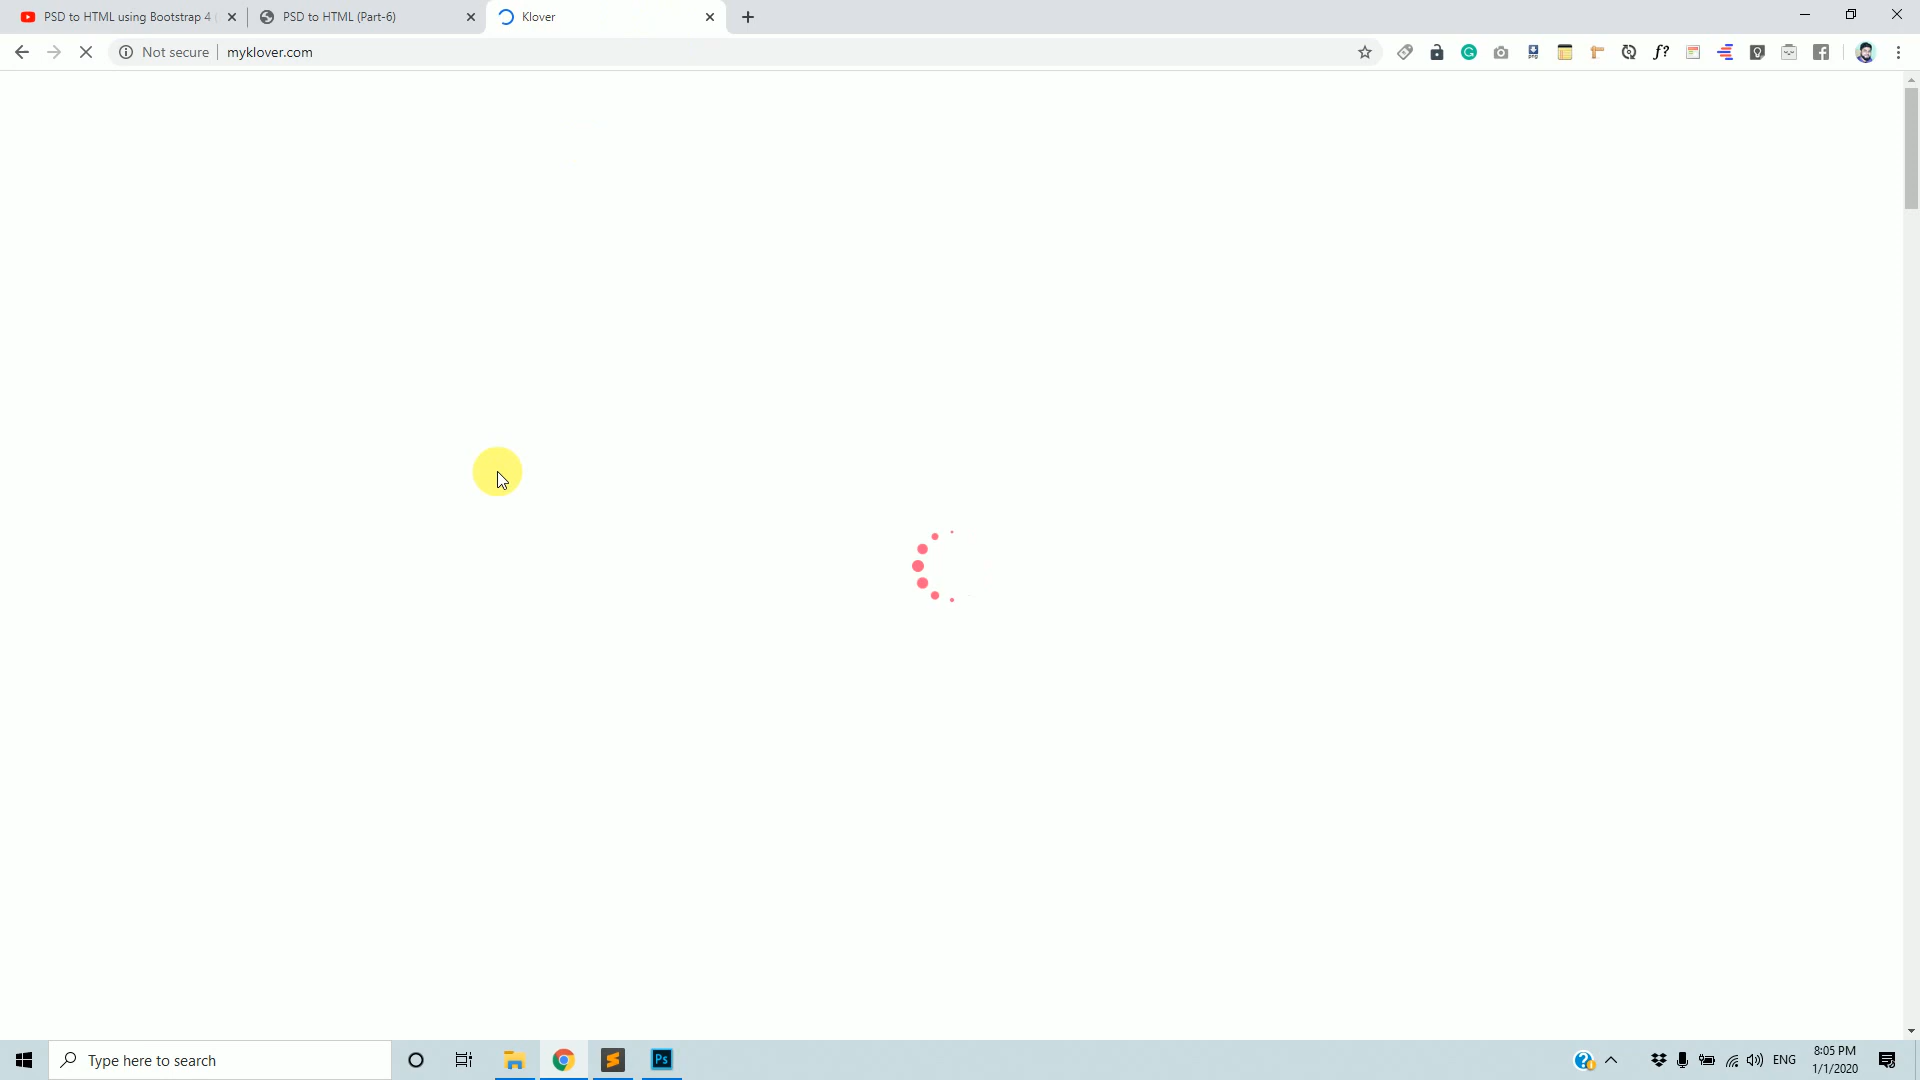 PSD to HTML using Bootstrap 4
PSD to HTML (Part-6)
Klover
Not secure
myklover.com
Type here to search
Ps
ENG
8:05 PM
1/1/2020